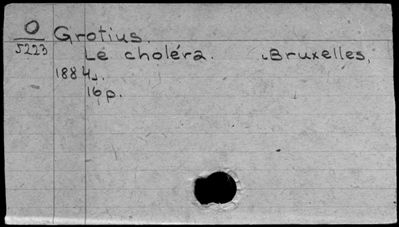 O Grotius.
5223 Le choléra. Bruxelles,
1884.
16p.